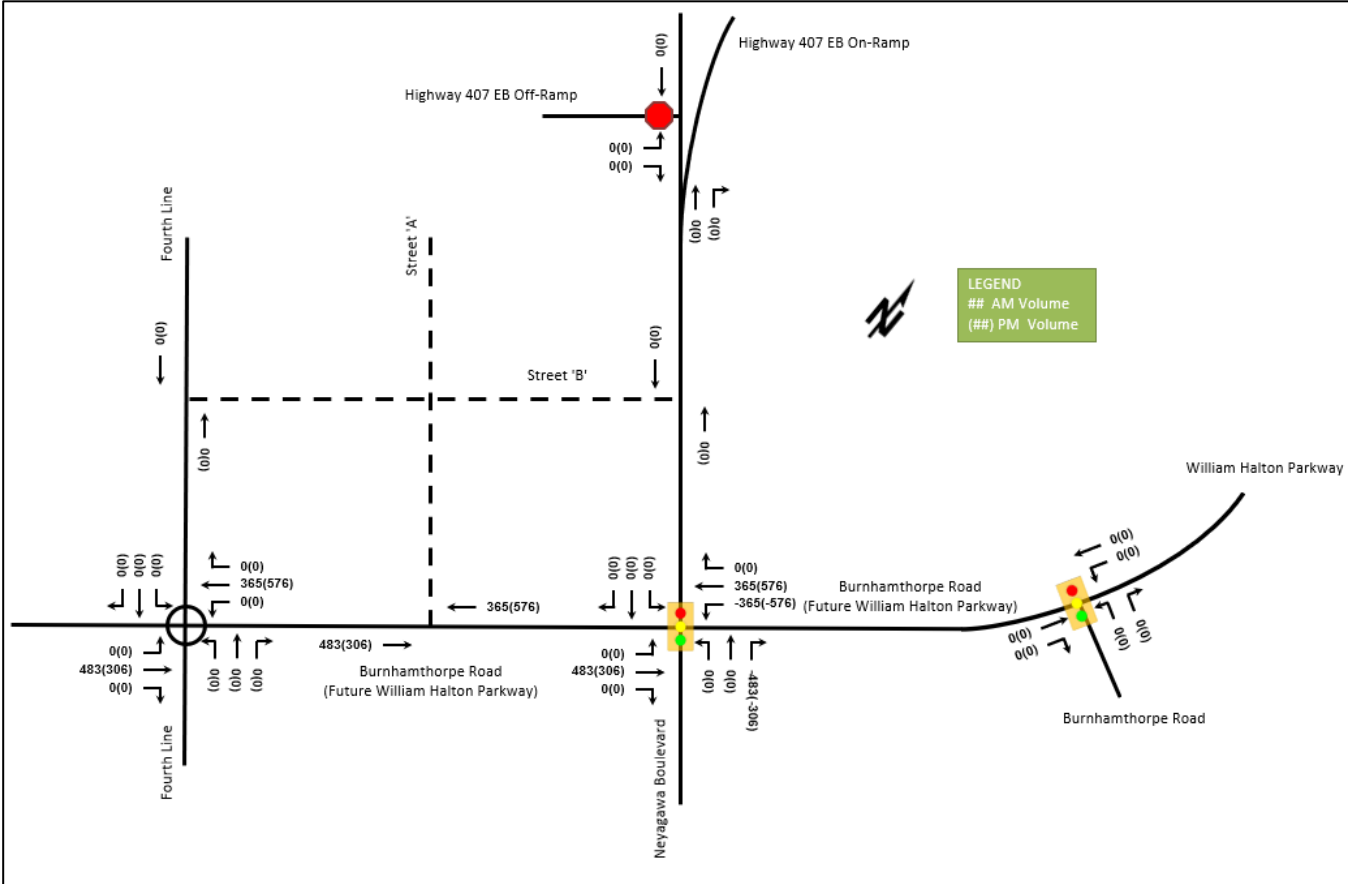 Highway 407 EB On-Ramp
0(0)
Highway 407 EB Off-Ramp
0(0)
0(0)
0(0)
0(0)
Fourth Line
Street 'A'
LEGEND
## AM Volume
(##) PM Volume
0(0)
0(0)
Street 'B'
0(0)
0(0)
William Halton Parkway
0(0)
0(0)
0(0)
0(0)
0(0)
0(0)
365(576)
0(0)
365(576)
0(0)
0(0)
0(0)
0(0)
365(576)
-365(-576)
Burnhamthorpe Road
(Future William Halton Parkway)
0(0)
0(0)
0(0)
0(0)
0(0)
483(306)
0(0)
0(0)
0(0)
0(0)
483(306)
Burnhamthorpe Road
(Future William Halton Parkway)
0(0)
483(306)
0(0)
0(0)
0(0)
-483(-306)
Burnhamthorpe Road
Fourth Line
Neyagawa Boulevard